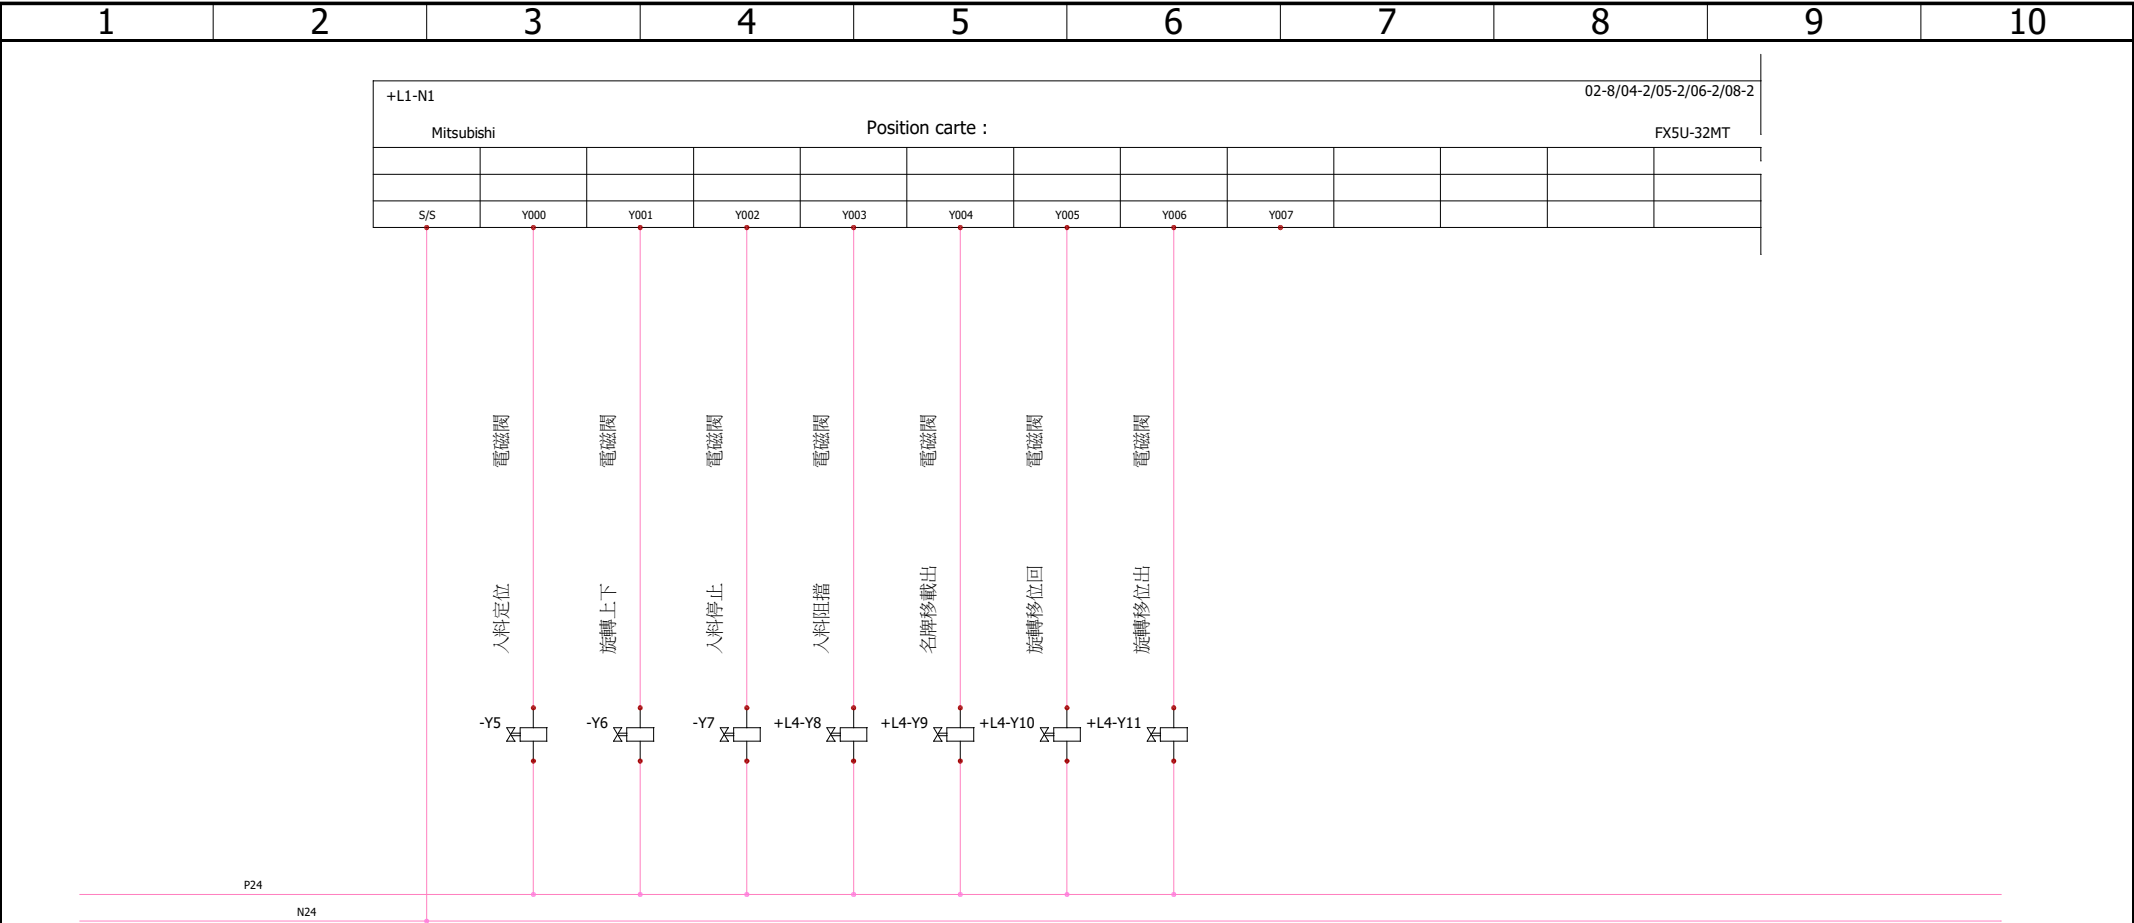 1 2 3 4 5 6 7 8 9 10
+L1-N1 02-8/04-2/05-2/06-2/08-2
Mitsubishi Position carte : FX5U-32MT
S/S Y000 Y001 Y002 Y003 Y004 Y005 Y006 Y007
電磁閥 電磁閥 電磁閥 電磁閥 電磁閥 電磁閥 電磁閥
入料定位 旋轉上下 入料停止 入料阻擋 名牌移載出 旋轉移位回 旋轉移位出
-Y5 -Y6 -Y7 +L4-Y8 +L4-Y9 +L4-Y10 +L4-Y11
P24
N24